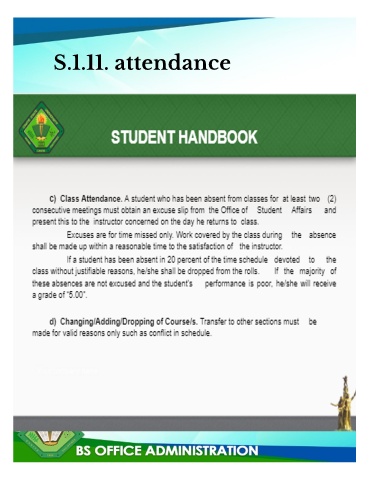 S.1.11. attendance
STUDENT HANDBOOK
c) Class Attendance. A student who has been absent from classes for at least two (2)
consecutive meetings must obtain an excuse slip from the Office of Student Affairs and
present this to the instructor concerned on the day he returns to class.
Excuses are for time missed only. Work covered by the class during the absence
shall be made up within a reasonable time to the satisfaction of the instructor.
If a student has been absent in 20 percent of the time schedule devoted to the
class without justifiable reasons, he/she shall be dropped from the rolls. If the majority of
these absences are not excused and the student's performance is poor, he/she will receive
a grade of "5.00".
d) Changing/Adding/Dropping of Course/s. Transfer to other sections must be
made for valid reasons only such as conflict in schedule.
BS OFFICE ADMINISTRATION